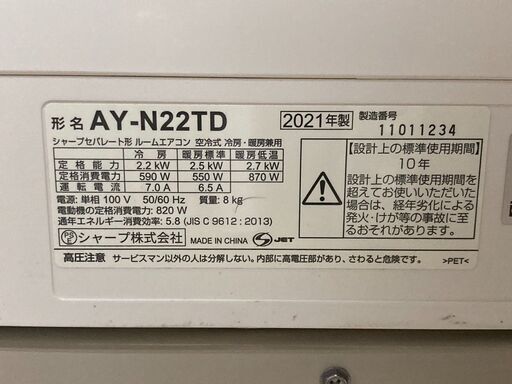 形名 AY-N22TD 2021年製 製造番号 11011234
シャープセパレート形 ルームエアコン 空冷式 冷房・暖房兼用
冷房 暖房標準 暖房低温
定格能力 2.2 kW 2.5 kW 2.7 kW
定格消費電力 590 W 550 W 870 W
運転電流 7.0 A 6.5 A
電源: 単相 100 V 50/60 Hz 質量: 8 kg
電動機の定格消費電力: 820 W
通年エネルギー消費効率: 5.8 (JIS C 9612 : 2013)
PSE シャープ株式会社 MADE IN CHINA JET
【設計上の標準使用期間】
10年
設計上の標準使用期間を
超えてお使いいただいた
場合は、経年劣化による
発火・けが等の事故に至
るおそれがあります。
高圧注意 サービスマン以外の人は分解しない。内部に高電圧部があり、さわると危険です。 >PET<